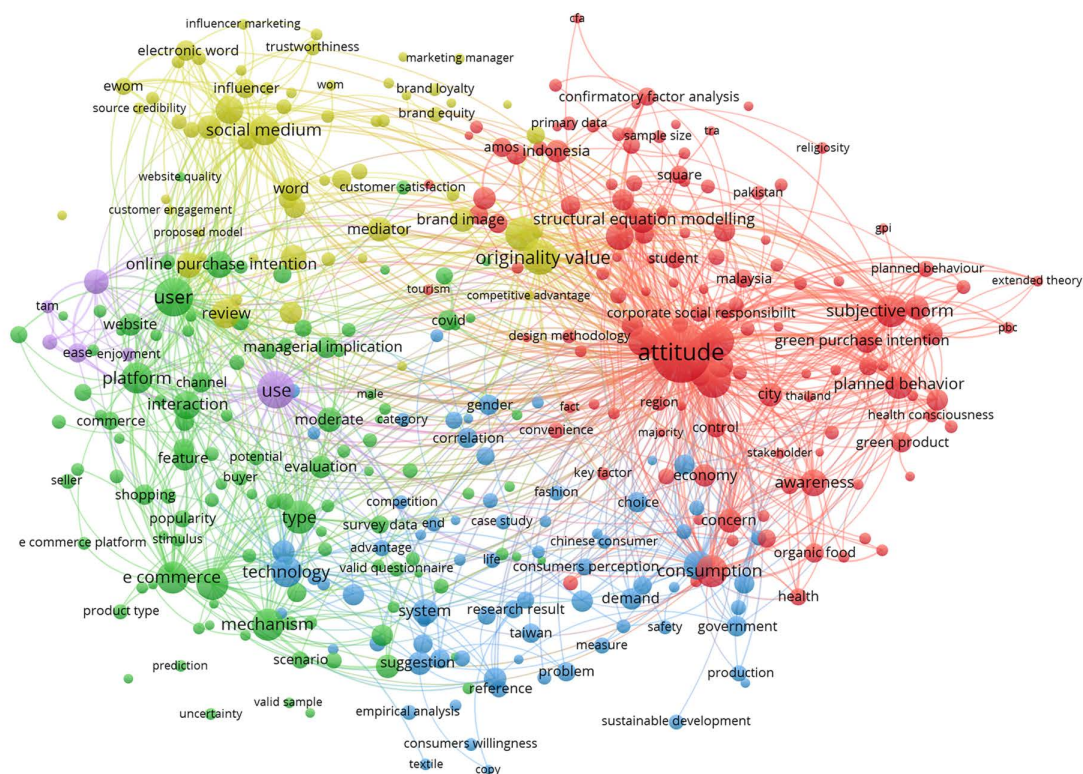 influencer marketing
cfa
electronic word
trustworthiness
marketing manager
ewom
influencer
wom
brand loyalty
confirmatory factor analysis
source credibility
brand equity
primary data
social medium
sample size
tra
amos
indonesia
religiosity
website quality
square
word
customer satisfaction
pakistan
customer engagement
brand image
structural equation modelling
proposed model
mediator
gpi
online purchase intention
originality value
student
planned behaviour
malaysia
extended theory
tam
user
tourism
competitive advantage
review
corporate social responsibilit
subjective norm
website
covid
design methodology
pbc
green purchase intention
ease
enjoyment
managerial implication
attitude
platform
channel
use
male
planned behavior
city
thailand
interaction
gender
fact
region
health consciousness
commerce
moderate
category
convenience
control
correlation
majority
green product
feature
potential
evaluation
stakeholder
seller
buyer
key factor
economy
awareness
shopping
competition
fashion
choice
popularity
type
survey data
end
case study
concern
e commerce platform
stimulus
advantage
chinese consumer
organic food
valid questionnaire
life
consumers perception
consumption
e commerce
technology
product type
system
research result
demand
health
mechanism
taiwan
safety
government
measure
prediction
scenario
suggestion
problem
production
reference
valid sample
uncertainty
empirical analysis
sustainable development
consumers willingness
textile
copy